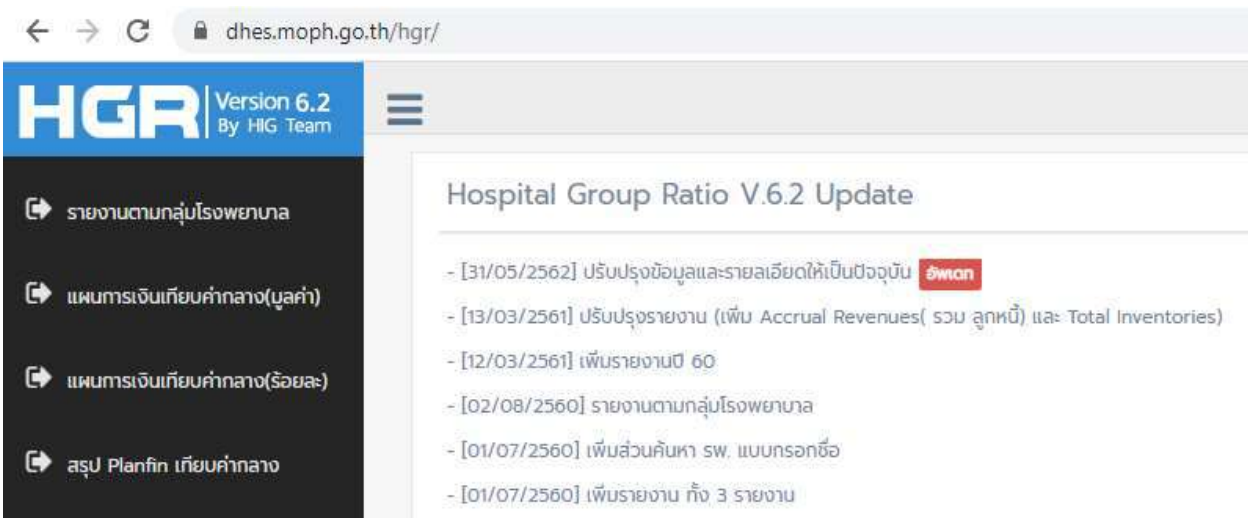 dhes.moph.go.th/hgr/
HGR Version 6.2
By HIG Team
รายงานตามกลุ่มโรงพยาบาล
แผนการเงินเทียบค่ากลาง(มูลค่า)
แผนการเงินเทียบค่ากลาง(ร้อยละ)
สรุป Planfin เทียบค่ากลาง
Hospital Group Ratio V.6.2 Update
- [31/05/2562] ปรับปรุงข้อมูลและรายละเอียดให้เป็นปัจจุบัน อัพเดท
- [13/03/2561] ปรับปรุงรายงาน (เพิ่ม Accrual Revenues( รวม ลูกหนี้) และ Total Inventories)
- [12/03/2561] เพิ่มรายงานปี 60
- [02/08/2560] รายงานตามกลุ่มโรงพยาบาล
- [01/07/2560] เพิ่มส่วนค้นหา รพ. แบบกรอกชื่อ
- [01/07/2560] เพิ่มรายงาน ทั้ง 3 รายงาน